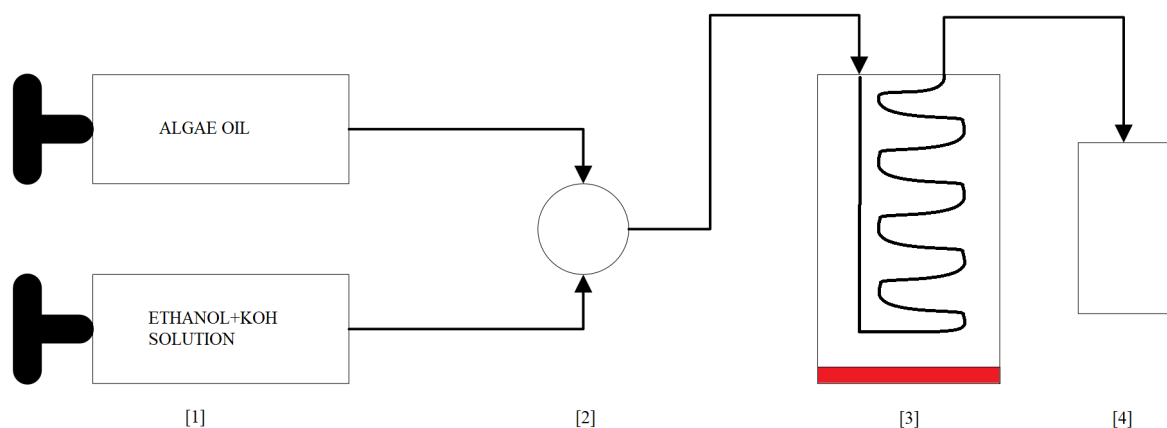 ALGAE OIL
ETHANOL+KOH
SOLUTION
[1]
[2]
[3]
[4]